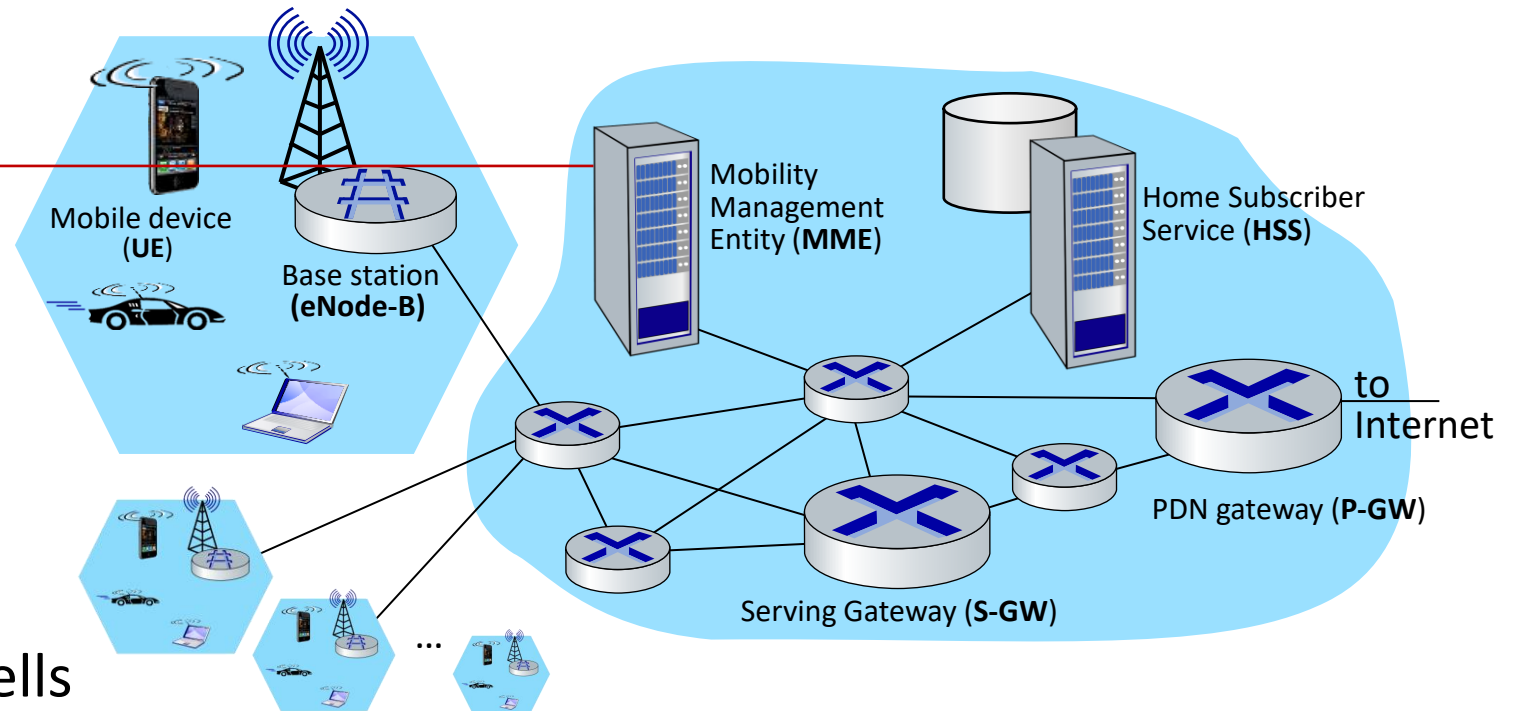 Mobile device
(UE)
Base station
(eNode-B)
Mobility
Management
Entity (MME)
Home Subscriber
Service (HSS)
to
Internet
PDN gateway (P-GW)
Serving Gateway (S-GW)
...
ells